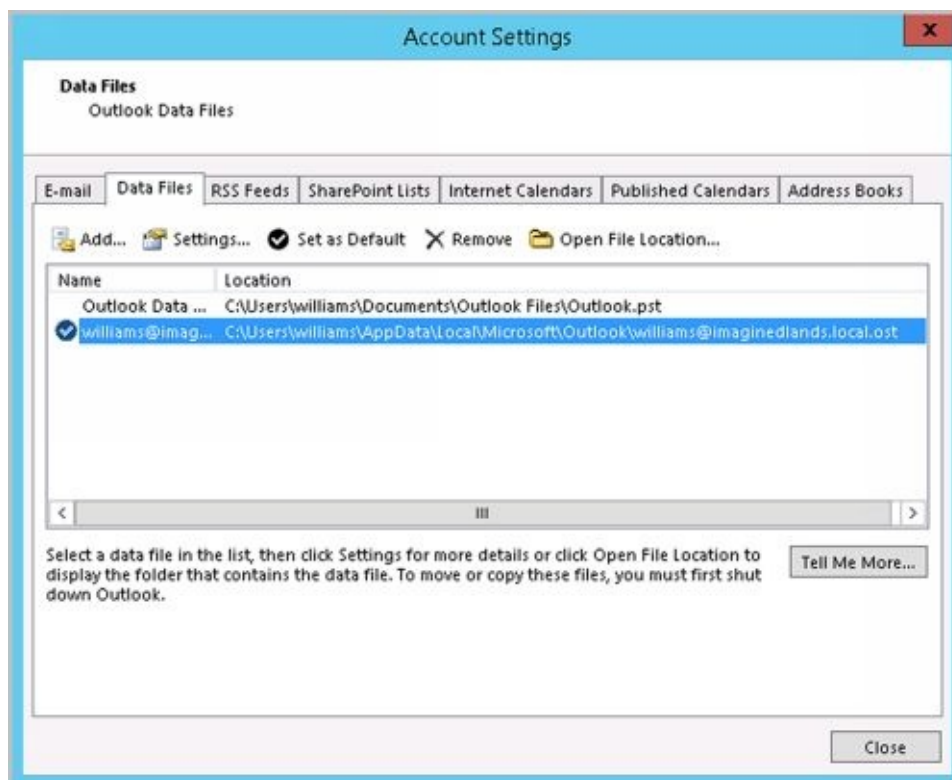 Account Settings
x
Data Files
Outlook Data Files
E-mail Data Files RSS Feeds SharePoint Lists Internet Calendars Published Calendars Address Books
Add... Settings... Set as Default Remove Open File Location...
Name Location
Outlook Data ... C:\Users\williams\Documents\Outlook Files\Outlook.pst
williams@imag... C:\Users\williams\AppData\Local\Microsoft\Outlook\williams@imaginedlands.local.ost
Select a data file in the list, then click Settings for more details or click Open File Location to
display the folder that contains the data file. To move or copy these files, you must first shut
down Outlook.
Tell Me More...
Close